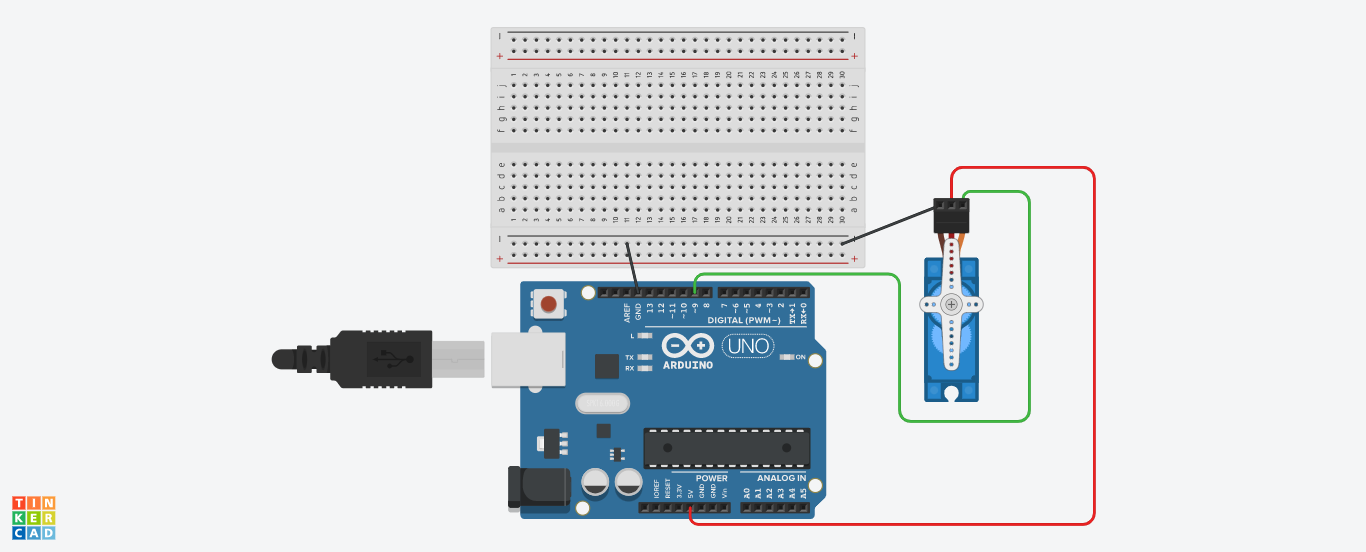 − −
+ +
1 2 3 4 5 6 7 8 9 10 11 12 13 14 15 16 17 18 19 20 21 22 23 24 25 26 27 28 29 30
j j
i i
h h
g g
f f
e e
d d
c c
b b
a a
1 2 3 4 5 6 7 8 9 10 11 12 13 14 15 16 17 18 19 20 21 22 23 24 25 26 27 28 29 30
− −
+ +
AREF GND 13 12 ~11 ~10 ~9 8 7 ~6 ~5 4 ~3 2 TX→1 RX←0
DIGITAL (PWM~)
L
TX
RX
UNO
ON
ARDUINO
POWER
ANALOG IN
IOREF RESET 3.3V 5V GND GND Vin A0 A1 A2 A3 A4 A5
TIN
KER
CAD